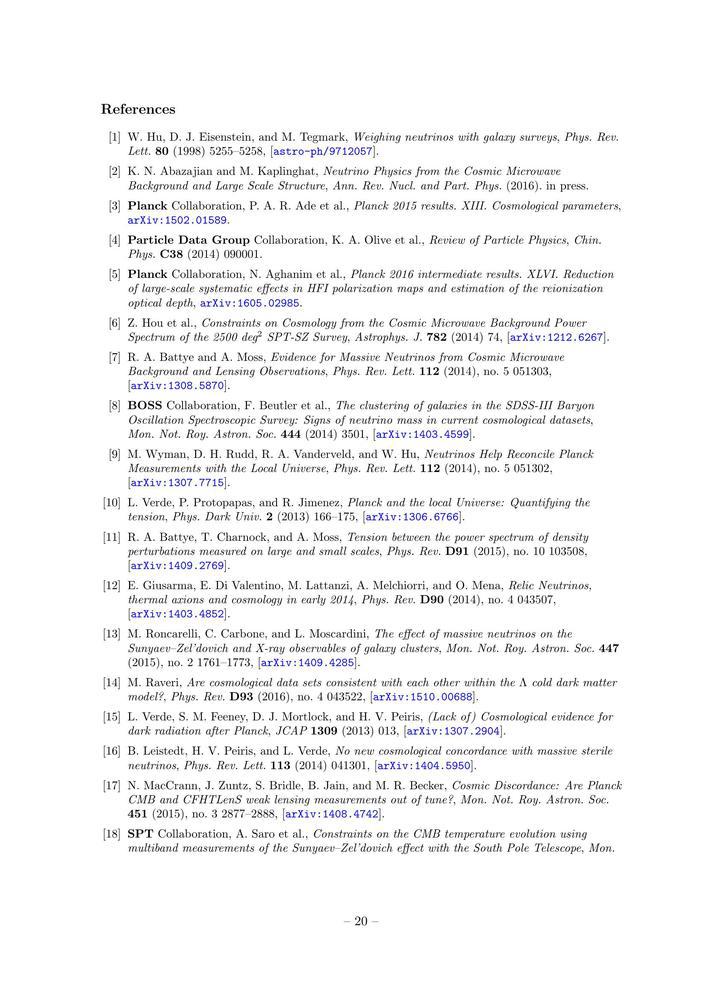 References
[1] W. Hu, D. J. Eisenstein, and M. Tegmark, Weighing neutrinos with galaxy surveys, Phys. Rev.
Lett. 80 (1998) 5255–5258, [astro-ph/9712057].
[2] K. N. Abazajian and M. Kaplinghat, Neutrino Physics from the Cosmic Microwave
Background and Large Scale Structure, Ann. Rev. Nucl. and Part. Phys. (2016). in press.
[3] Planck Collaboration, P. A. R. Ade et al., Planck 2015 results. XIII. Cosmological parameters,
arXiv:1502.01589.
[4] Particle Data Group Collaboration, K. A. Olive et al., Review of Particle Physics, Chin.
Phys. C38 (2014) 090001.
[5] Planck Collaboration, N. Aghanim et al., Planck 2016 intermediate results. XLVI. Reduction
of large-scale systematic effects in HFI polarization maps and estimation of the reionization
optical depth, arXiv:1605.02985.
[6] Z. Hou et al., Constraints on Cosmology from the Cosmic Microwave Background Power
Spectrum of the 2500 deg² SPT-SZ Survey, Astrophys. J. 782 (2014) 74, [arXiv:1212.6267].
[7] R. A. Battye and A. Moss, Evidence for Massive Neutrinos from Cosmic Microwave
Background and Lensing Observations, Phys. Rev. Lett. 112 (2014), no. 5 051303,
[arXiv:1308.5870].
[8] BOSS Collaboration, F. Beutler et al., The clustering of galaxies in the SDSS-III Baryon
Oscillation Spectroscopic Survey: Signs of neutrino mass in current cosmological datasets,
Mon. Not. Roy. Astron. Soc. 444 (2014) 3501, [arXiv:1403.4599].
[9] M. Wyman, D. H. Rudd, R. A. Vanderveld, and W. Hu, Neutrinos Help Reconcile Planck
Measurements with the Local Universe, Phys. Rev. Lett. 112 (2014), no. 5 051302,
[arXiv:1307.7715].
[10] L. Verde, P. Protopapas, and R. Jimenez, Planck and the local Universe: Quantifying the
tension, Phys. Dark Univ. 2 (2013) 166–175, [arXiv:1306.6766].
[11] R. A. Battye, T. Charnock, and A. Moss, Tension between the power spectrum of density
perturbations measured on large and small scales, Phys. Rev. D91 (2015), no. 10 103508,
[arXiv:1409.2769].
[12] E. Giusarma, E. Di Valentino, M. Lattanzi, A. Melchiorri, and O. Mena, Relic Neutrinos,
thermal axions and cosmology in early 2014, Phys. Rev. D90 (2014), no. 4 043507,
[arXiv:1403.4852].
[13] M. Roncarelli, C. Carbone, and L. Moscardini, The effect of massive neutrinos on the
Sunyaev–Zel'dovich and X-ray observables of galaxy clusters, Mon. Not. Roy. Astron. Soc. 447
(2015), no. 2 1761–1773, [arXiv:1409.4285].
[14] M. Raveri, Are cosmological data sets consistent with each other within the Λ cold dark matter
model?, Phys. Rev. D93 (2016), no. 4 043522, [arXiv:1510.00688].
[15] L. Verde, S. M. Feeney, D. J. Mortlock, and H. V. Peiris, (Lack of) Cosmological evidence for
dark radiation after Planck, JCAP 1309 (2013) 013, [arXiv:1307.2904].
[16] B. Leistedt, H. V. Peiris, and L. Verde, No new cosmological concordance with massive sterile
neutrinos, Phys. Rev. Lett. 113 (2014) 041301, [arXiv:1404.5950].
[17] N. MacCrann, J. Zuntz, S. Bridle, B. Jain, and M. R. Becker, Cosmic Discordance: Are Planck
CMB and CFHTLenS weak lensing measurements out of tune?, Mon. Not. Roy. Astron. Soc.
451 (2015), no. 3 2877–2888, [arXiv:1408.4742].
[18] SPT Collaboration, A. Saro et al., Constraints on the CMB temperature evolution using
multiband measurements of the Sunyaev–Zel'dovich effect with the South Pole Telescope, Mon.
– 20 –